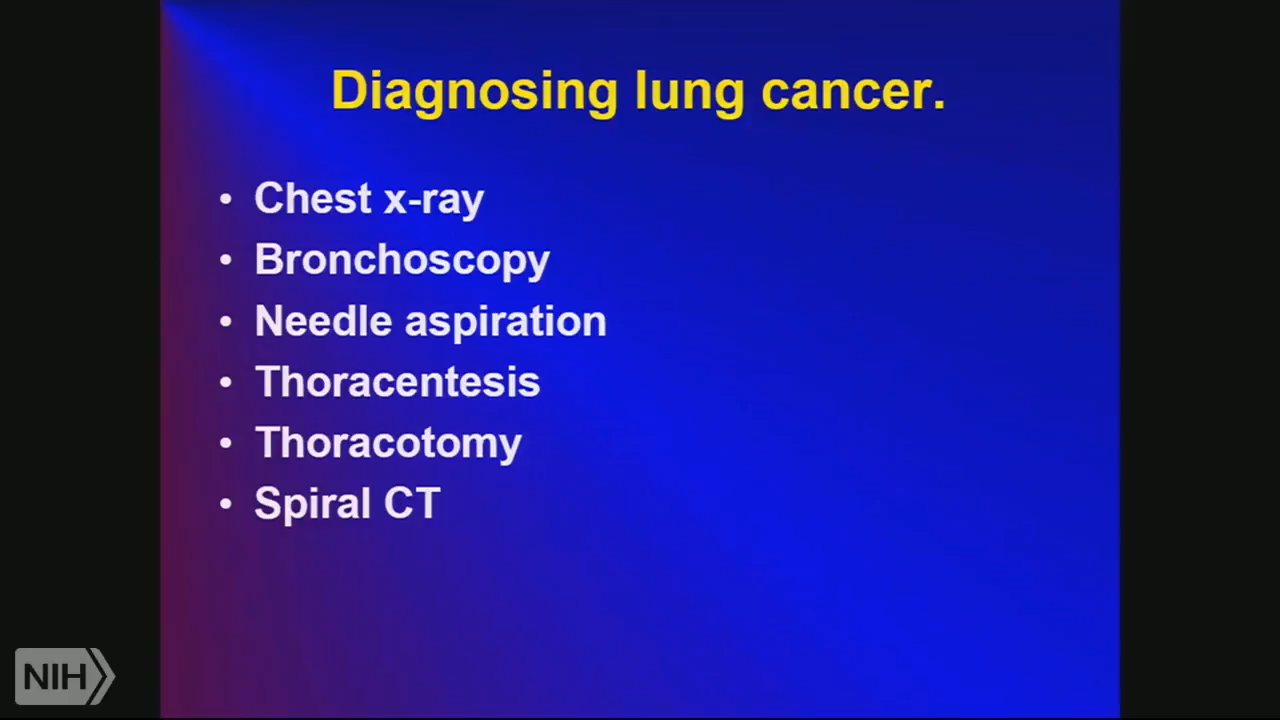 Diagnosing lung cancer.
• Chest x-ray
• Bronchoscopy
• Needle aspiration
• Thoracentesis
• Thoracotomy
• Spiral CT
NIH